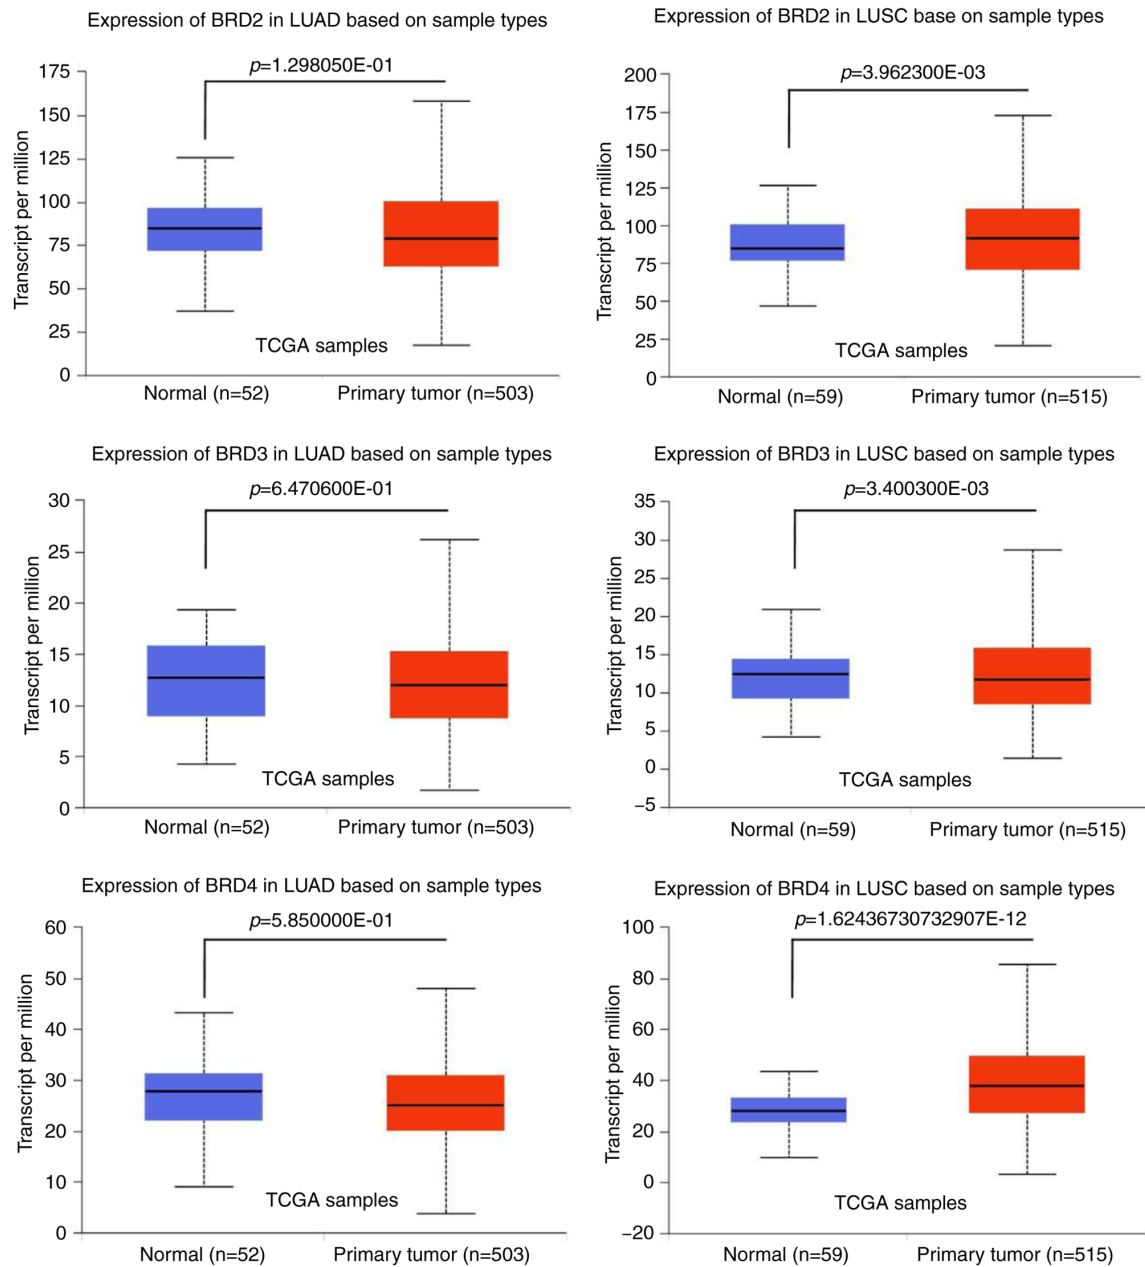 Expression of BRD2 in LUAD based on sample types
p=1.298050E-01
Transcript per million
175
150
125
100
75
50
25
0
TCGA samples
Normal (n=52)
Primary tumor (n=503)
Expression of BRD2 in LUSC base on sample types
p=3.962300E-03
Transcript per million
200
175
150
125
100
75
50
25
0
TCGA samples
Normal (n=59)
Primary tumor (n=515)
Expression of BRD3 in LUAD based on sample types
p=6.470600E-01
Transcript per million
30
25
20
15
10
5
0
TCGA samples
Normal (n=52)
Primary tumor (n=503)
Expression of BRD3 in LUSC based on sample types
p=3.400300E-03
Transcript per million
35
30
25
20
15
10
5
0
−5
TCGA samples
Normal (n=59)
Primary tumor (n=515)
Expression of BRD4 in LUAD based on sample types
p=5.850000E-01
Transcript per million
60
50
40
30
20
10
0
TCGA samples
Normal (n=52)
Primary tumor (n=503)
Expression of BRD4 in LUSC based on sample types
p=1.62436730732907E-12
Transcript per million
100
80
60
40
20
0
−20
TCGA samples
Normal (n=59)
Primary tumor (n=515)